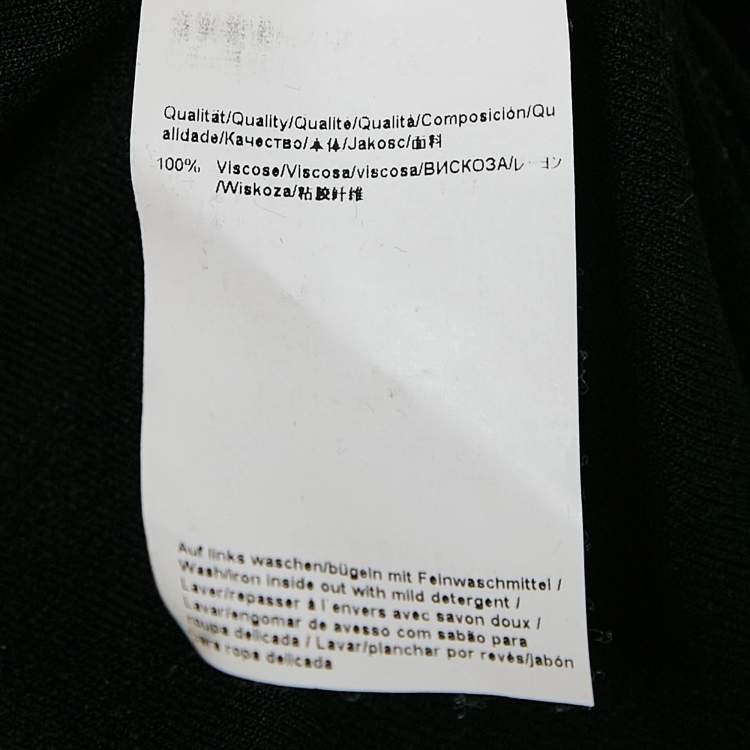 Qualität/Quality/Qualité/Qualità/Composición/Qu
alidade/Качество/本体/Jakosc/面料
100% Viscose/Viscosa/viscosa/ВИСКОЗА/レーヨン
/Wiskoza/粘胶纤维
Auf links waschen/bügeln mit Feinwaschmittel /
Wash/iron inside out with mild detergent /
Laver/repasser à l'envers avec savon doux /
Lavar/engomar de avesso com sabão para
roupa delicada / Lavar/planchar por revés/jabón
para ropa delicada